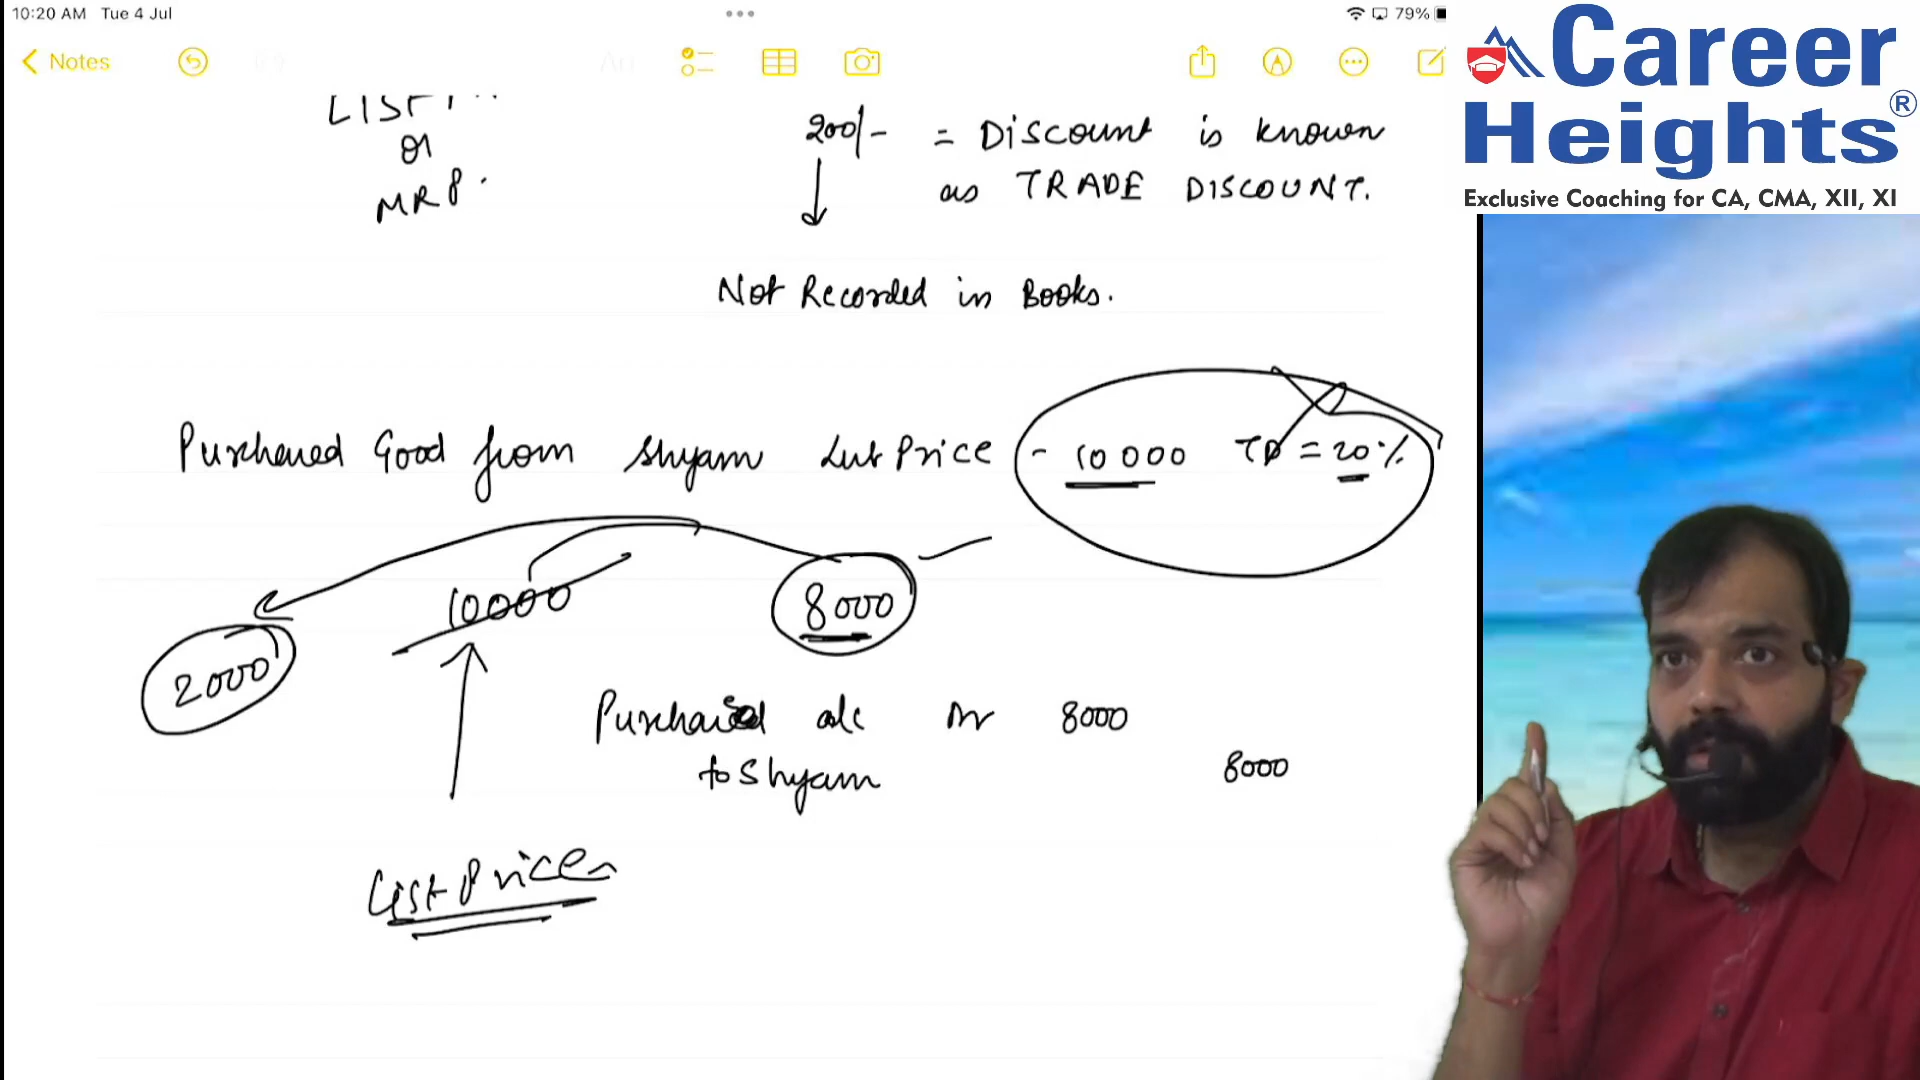 10:20 AM Tue 4 Jul
79%
Notes
Career
Heights®
Exclusive Coaching for CA, CMA, XII, XI
or
MRP.
200/- = Discount is known
as TRADE DISCOUNT.
Not Recorded in Books.
Purchased Good from Shyam List Price - 10000 TD = 20%
10000 8000
2000
Purchased a/c Dr 8000
to Shyam 8000
List Price